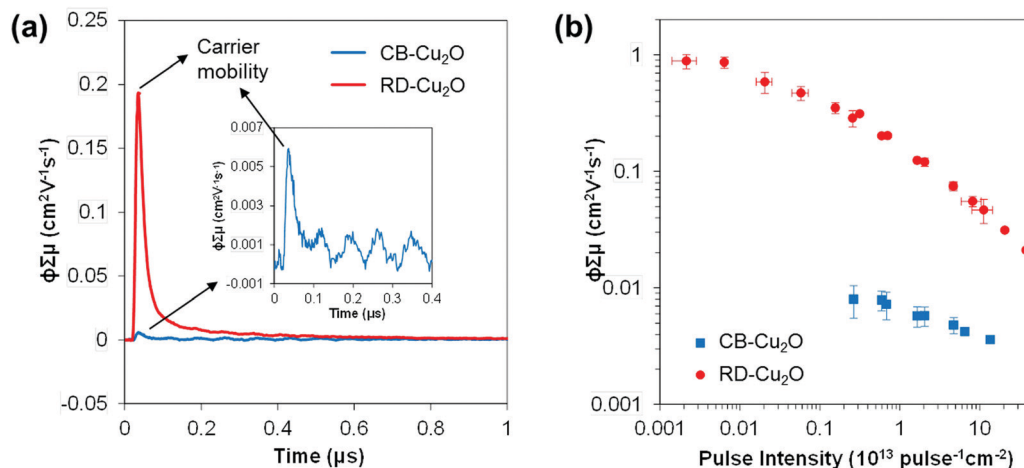 (a)
0.25
0.2
0.15
0.1
0.05
0
-0.05
ϕΣμ (cm²V⁻¹s⁻¹)
0 0.2 0.4 0.6 0.8 1
Time (μs)
Carrier
mobility
CB-Cu₂O
RD-Cu₂O
0.007
0.005
0.003
0.001
-0.001
ϕΣμ (cm²V⁻¹s⁻¹)
0 0.1 0.2 0.3 0.4
Time (μs)
(b)
1
0.1
0.01
0.001
ϕΣμ (cm²V⁻¹s⁻¹)
CB-Cu₂O
RD-Cu₂O
0.001 0.01 0.1 1 10
Pulse Intensity (10¹³ pulse⁻¹cm⁻²)